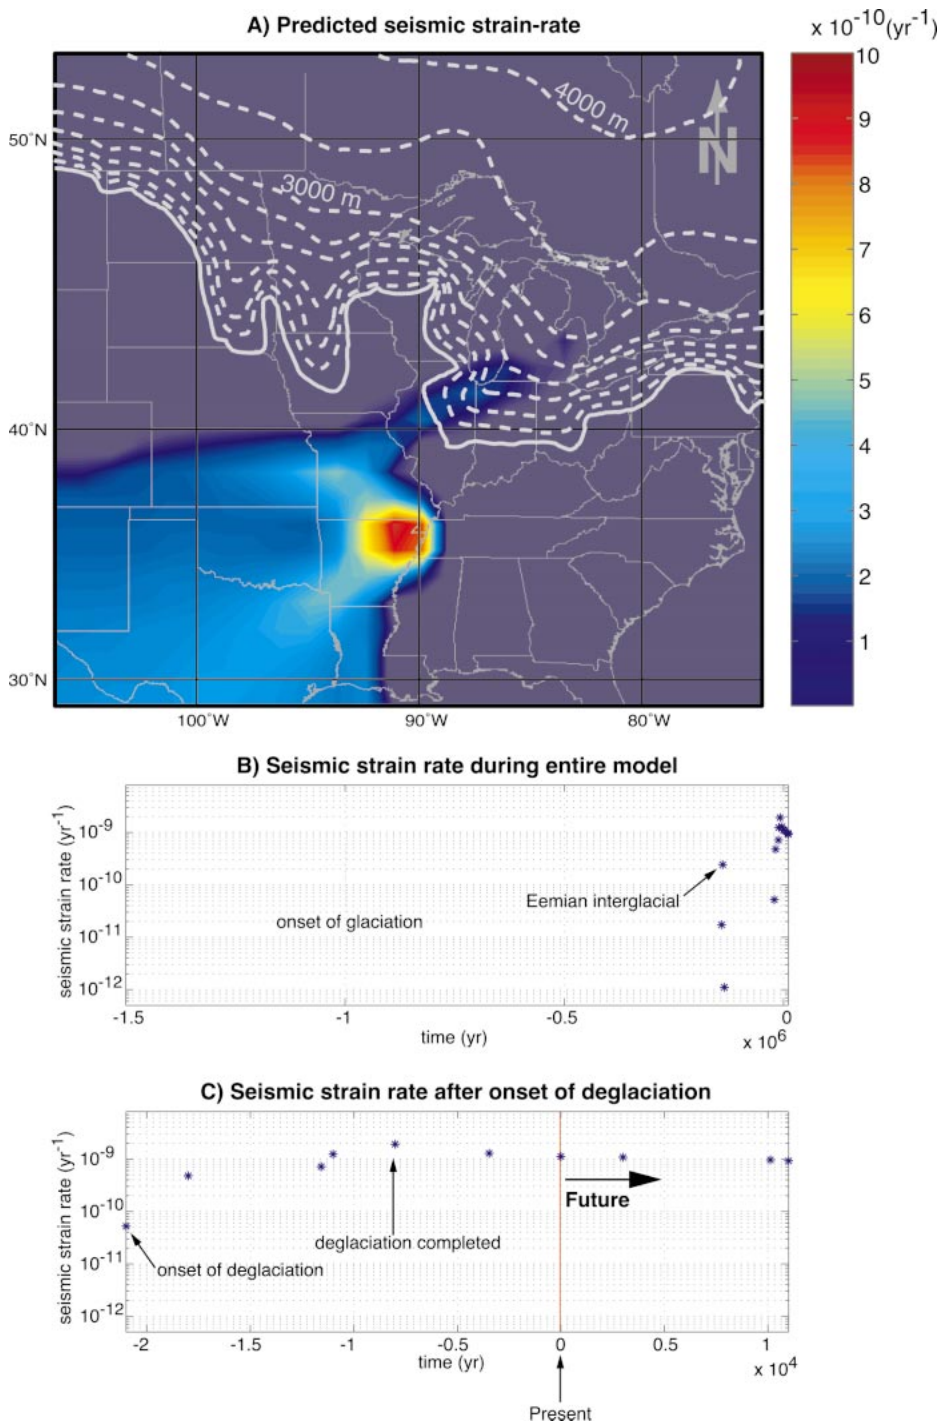 A) Predicted seismic strain-rate
x 10⁻¹⁰(yr⁻¹)
10
9
8
7
6
5
4
3
2
1
4000 m
N
3000 m
50°N
40°N
30°N
100°W
90°W
80°W
B) Seismic strain rate during entire model
seismic strain rate (yr⁻¹)
10⁻⁹
10⁻¹⁰
10⁻¹¹
10⁻¹²
Eemian interglacial
onset of glaciation
-1.5
-1
-0.5
0
time (yr)
x 10⁶
C) Seismic strain rate after onset of deglaciation
seismic strain rate (yr⁻¹)
10⁻⁹
10⁻¹⁰
10⁻¹¹
10⁻¹²
Future
deglaciation completed
onset of deglaciation
-2
-1.5
-1
-0.5
0
0.5
1
time (yr)
x 10⁴
Present